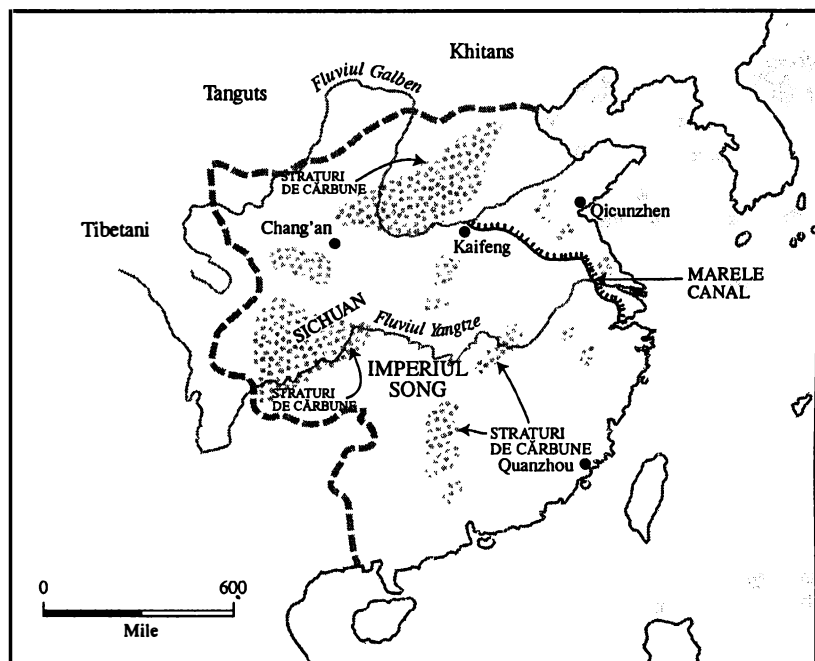 Khitans
Fluviul Galben
Tanguts
STRATURI
DE CĂRBUNE
Qicunzhen
Tibetani
Chang'an
Kaifeng
MARELE
CANAL
SICHUAN
Fluviul Yangtze
IMPERIUL
SONG
STRATURI
DE CĂRBUNE
STRATURI
DE CĂRBUNE
Quanzhou
0 600
Mile